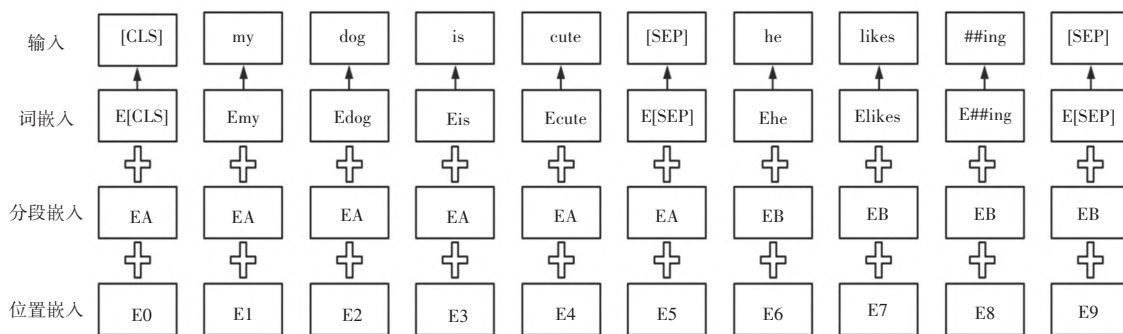 输入 [CLS] my dog is cute [SEP] he likes ##ing [SEP]
词嵌入 E[CLS] Emy Edog Eis Ecute E[SEP] Ehe Elikes E##ing E[SEP]
分段嵌入 EA EA EA EA EA EA EB EB EB EB
位置嵌入 E0 E1 E2 E3 E4 E5 E6 E7 E8 E9